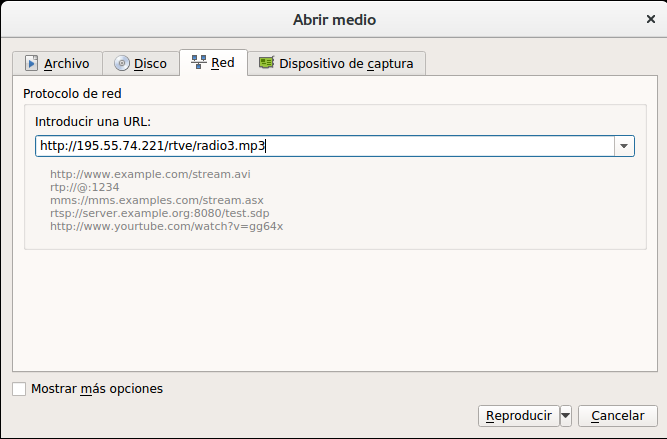 Abrir medio
Archivo
Disco
Red
Dispositivo de captura
Protocolo de red
Introducir una URL:
http://195.55.74.221/rtve/radio3.mp3
http://www.example.com/stream.avi
rtp://@:1234
mms://mms.examples.com/stream.asx
rtsp://server.example.org:8080/test.sdp
http://www.yourtube.com/watch?v=gg64x
Mostrar más opciones
Reproducir
Cancelar